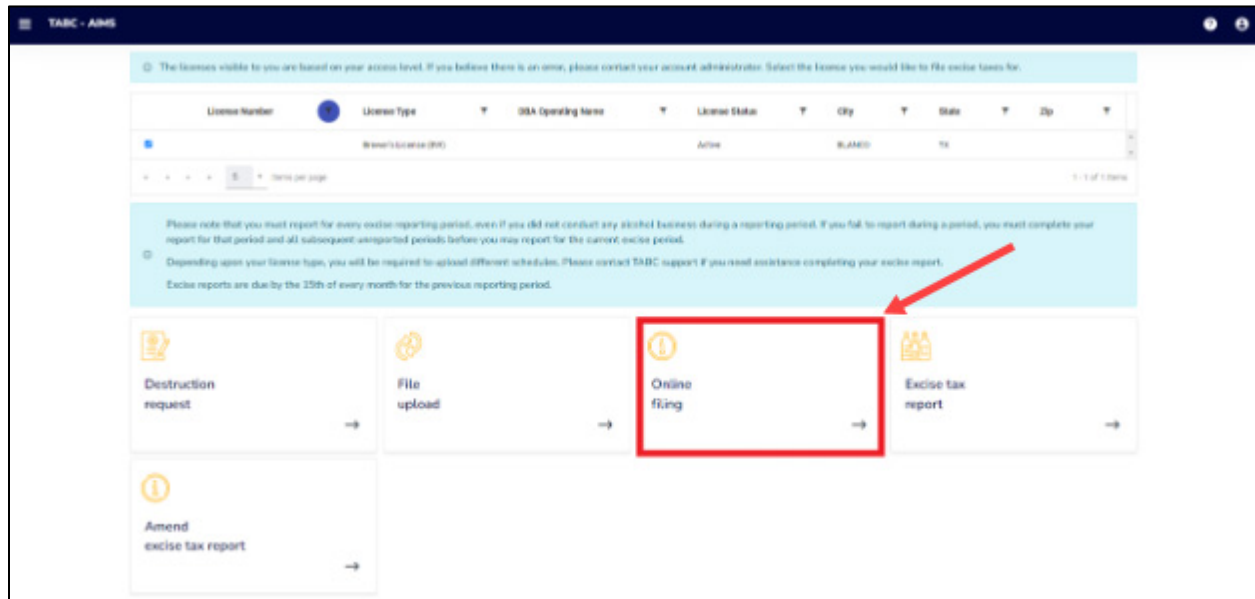 TABC - AIMS
The licenses visible to you are based on your access level. If you believe there is an error, please contact your account administrator. Select the license you would like to file excise taxes for.
License Number License Type DBA Operating Name License Status City State Zip
Brewer's License (BW) Active BLANCO TX
5 items per page 1 - 1 of 1 items
Please note that you must report for every excise reporting period, even if you did not conduct any alcohol business during a reporting period. If you fail to report during a period, you must complete your
report for that period and all subsequent unreported periods before you may report for the current excise period.
Depending upon your license type, you will be required to upload different schedules. Please contact TABC support if you need assistance completing your excise report.
Excise reports are due by the 15th of every month for the previous reporting period.
Destruction
request
File
upload
Online
filing
Excise tax
report
Amend
excise tax report